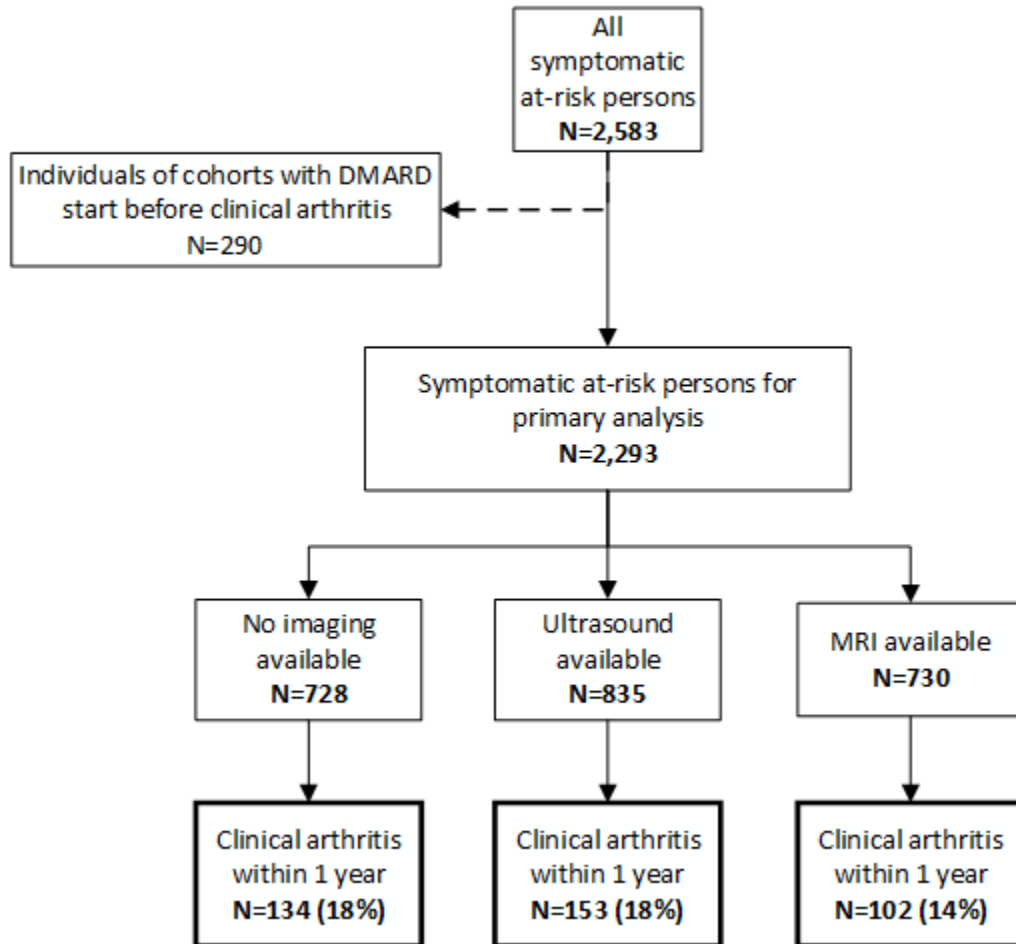 All
symptomatic
at-risk persons
N=2,583
Individuals of cohorts with DMARD
start before clinical arthritis
N=290
Symptomatic at-risk persons for
primary analysis
N=2,293
No imaging
available
N=728
Ultrasound
available
N=835
MRI available
N=730
Clinical arthritis
within 1 year
N=134 (18%)
Clinical arthritis
within 1 year
N=153 (18%)
Clinical arthritis
within 1 year
N=102 (14%)